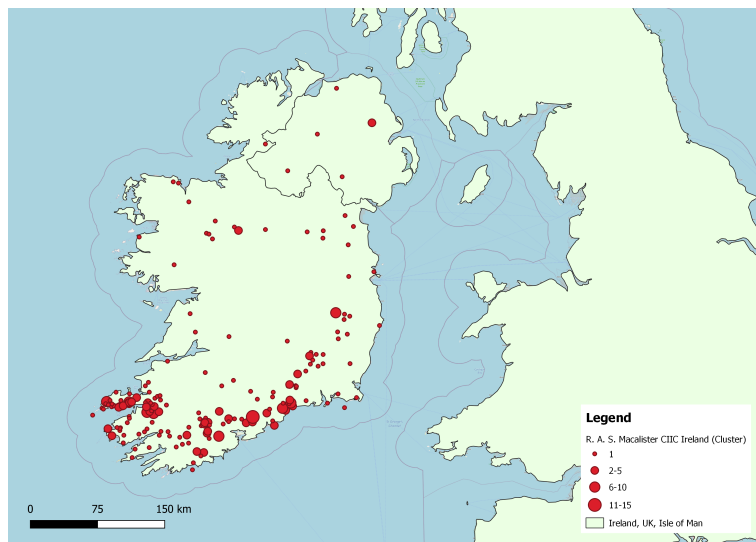 Legend
R. A. S. Macalister CIIC Ireland (Cluster)
1
2-5
6-10
11-15
Ireland, UK, Isle of Man
0 75 150 km